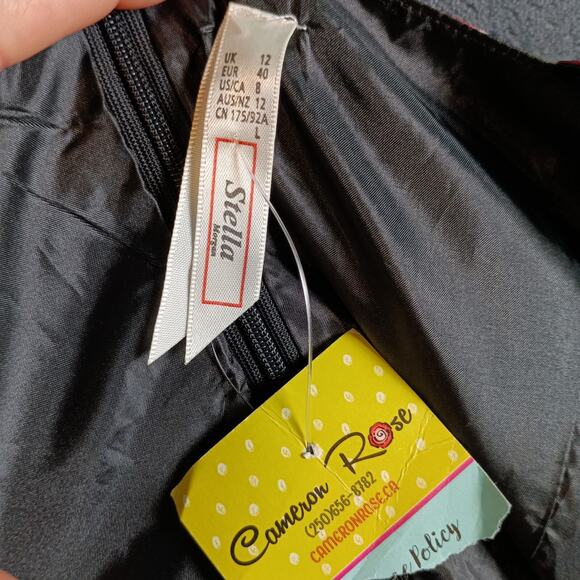 UK 12
EUR 40
US/CA 8
AUS/NZ 12
CN 175/92A
L
Stella
Morgan
Cameron Rose
(250)656-8782
CAMERONROSE.CA
Policy